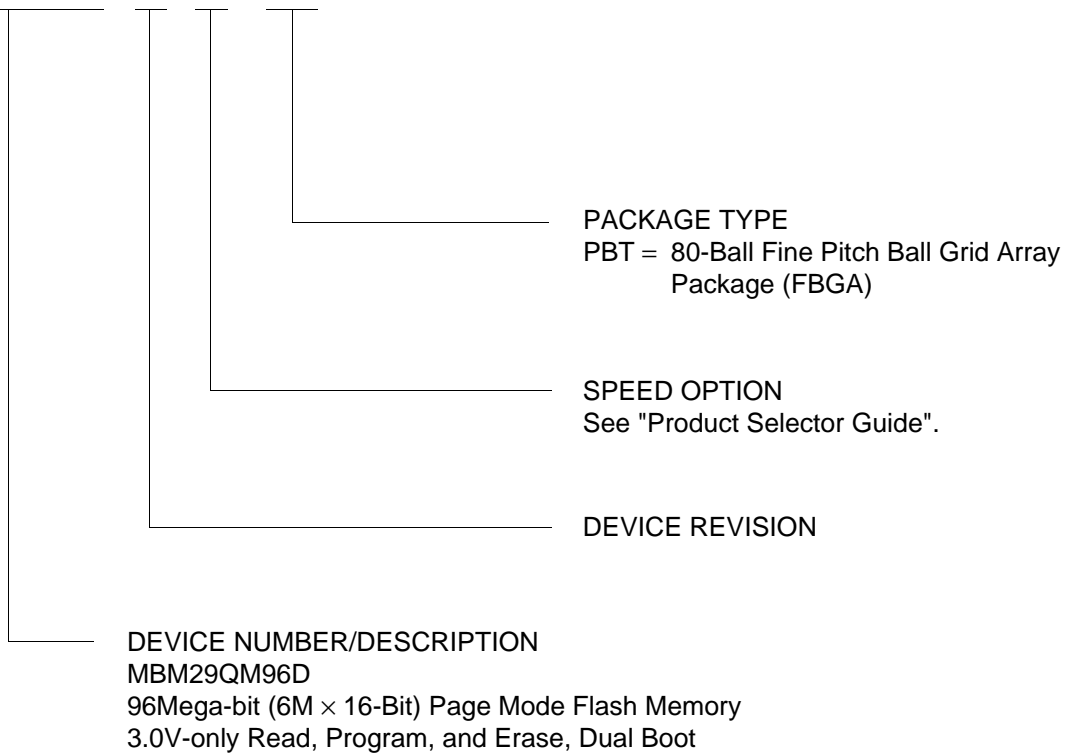 PACKAGE TYPE
PBT = 80-Ball Fine Pitch Ball Grid Array
Package (FBGA)
SPEED OPTION
See "Product Selector Guide".
DEVICE REVISION
DEVICE NUMBER/DESCRIPTION
MBM29QM96D
96Mega-bit (6M × 16-Bit) Page Mode Flash Memory
3.0V-only Read, Program, and Erase, Dual Boot